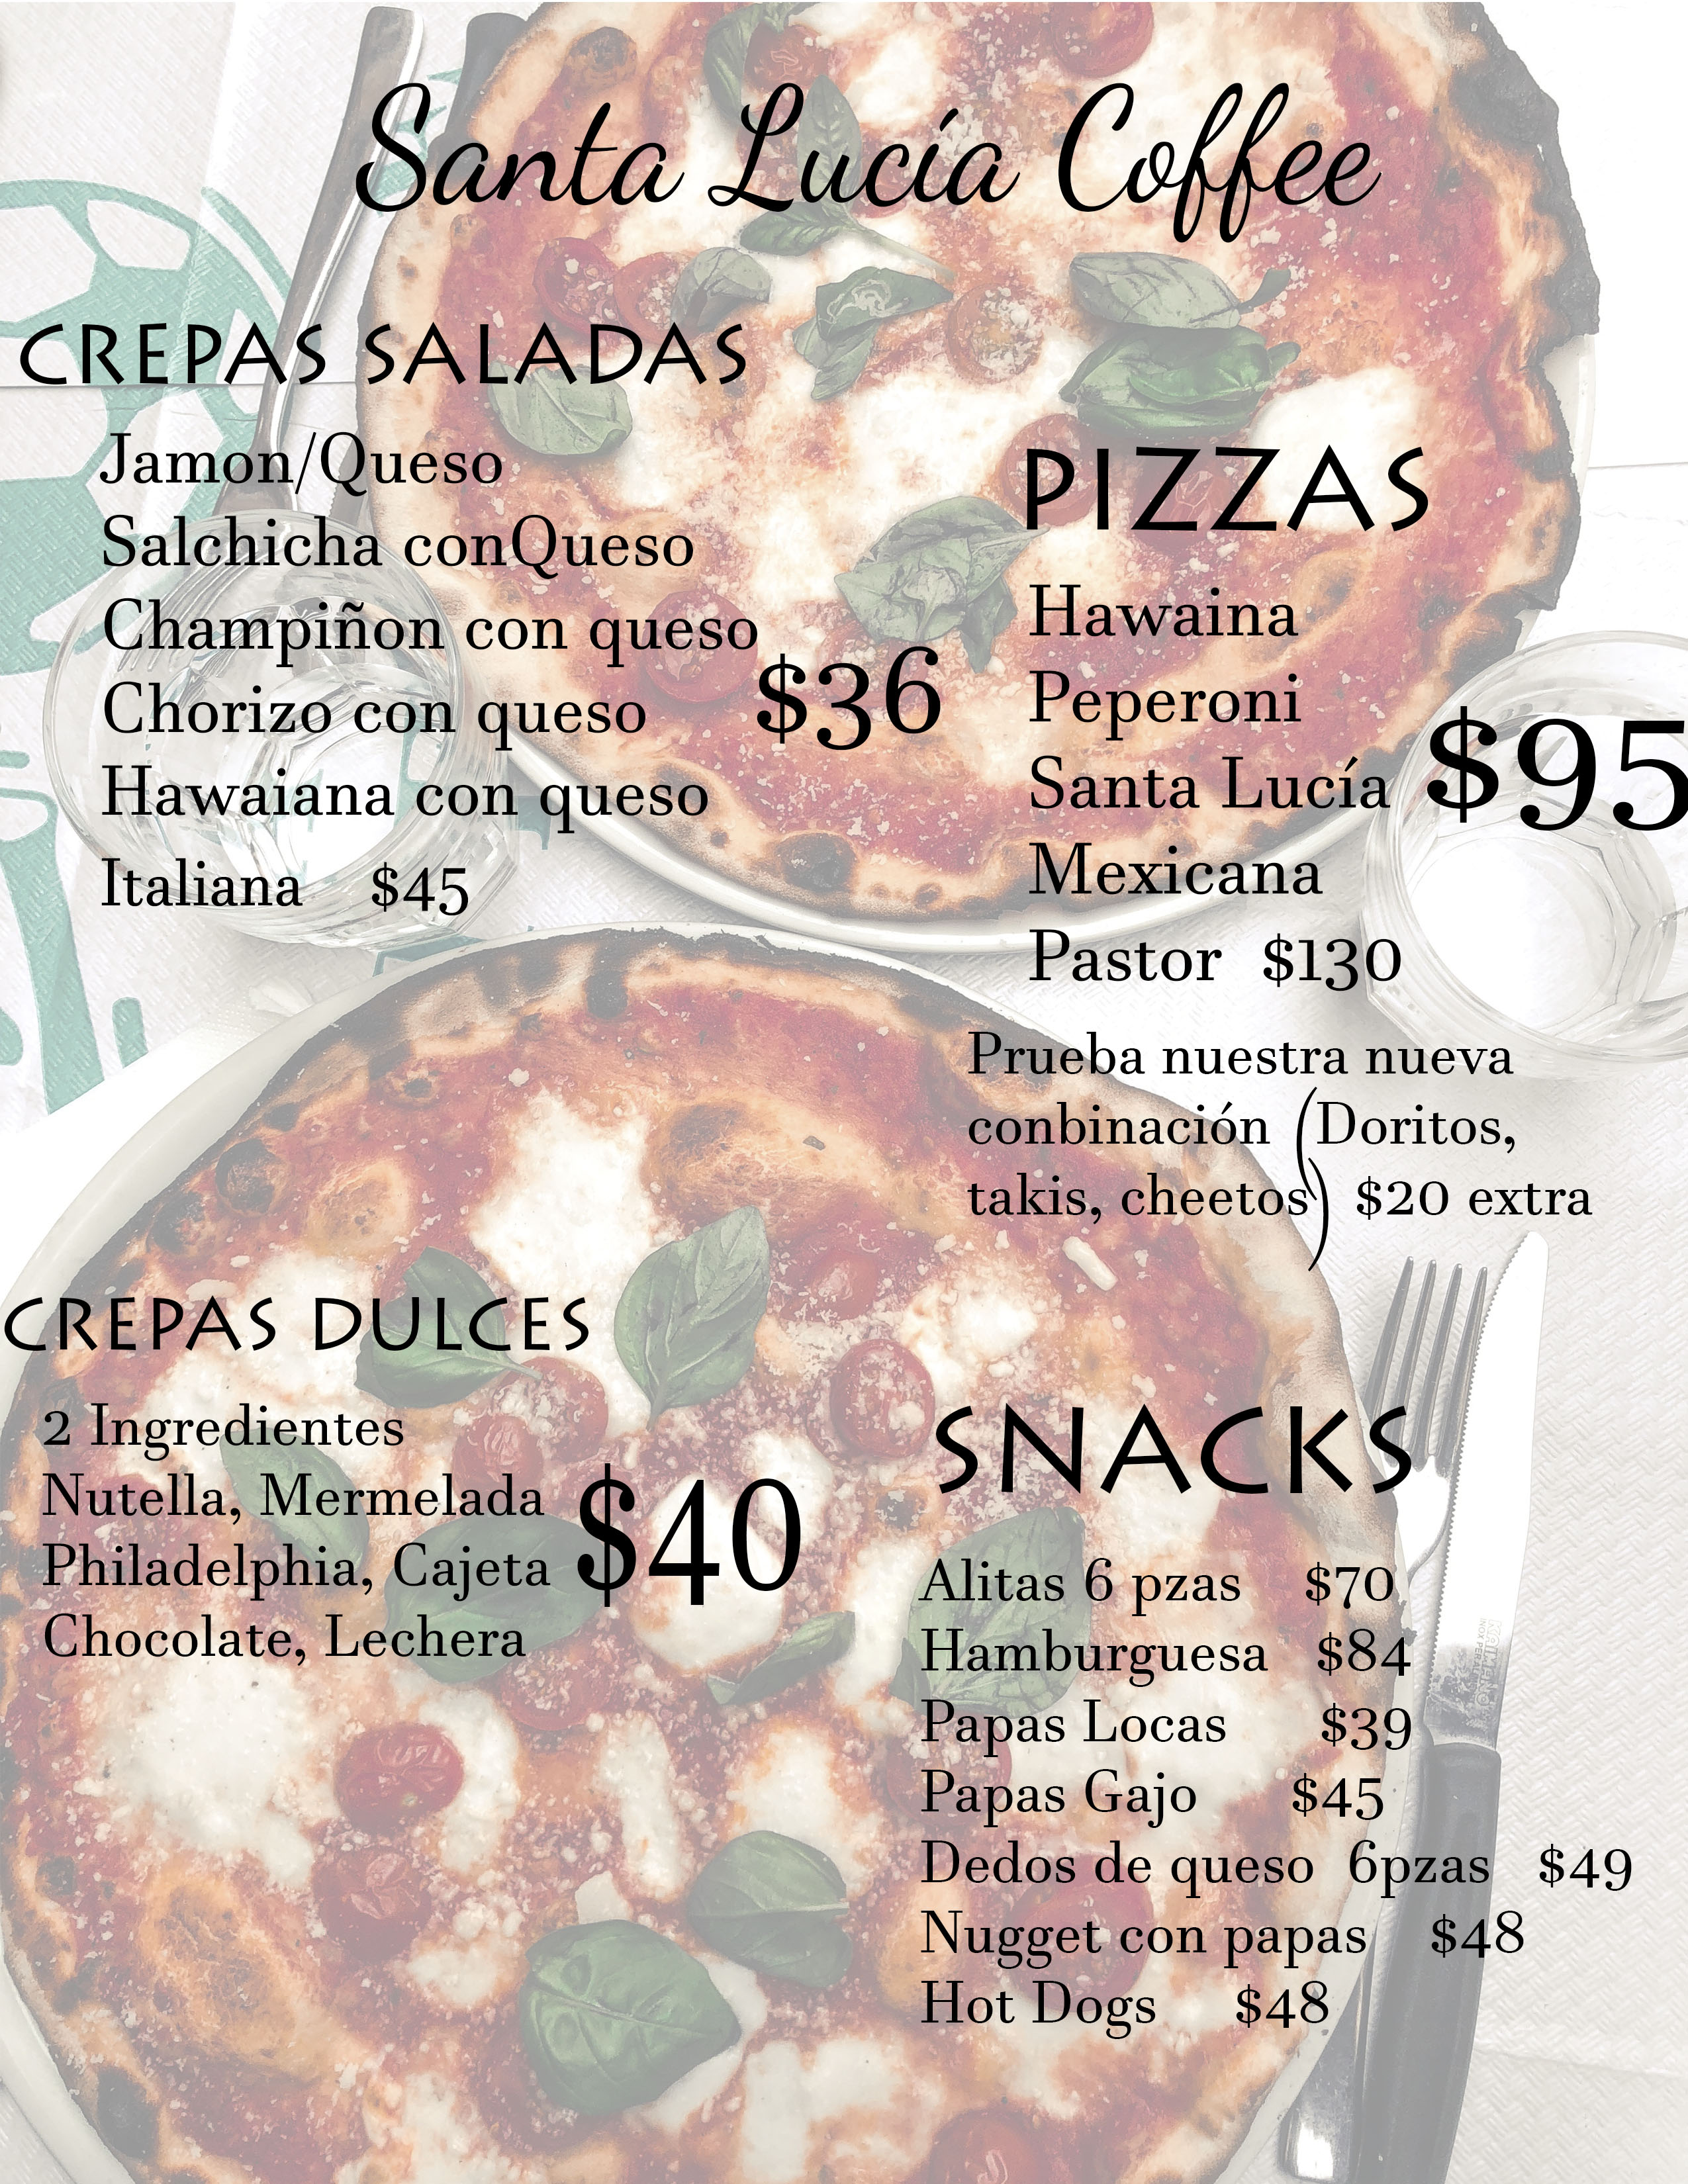 Santa Lucía Coffee
CREPAS SALADAS
Jamon/Queso
Salchicha conQueso
Champiñon con queso
Chorizo con queso
$36
Hawaiana con queso
Italiana $45
PIZZAS
Hawaina
Peperoni
Santa Lucía
$95
Mexicana
Pastor $130
Prueba nuestra nueva
conbinación (Doritos,
takis, cheetos) $20 extra
CREPAS DULCES
2 Ingredientes
Nutella, Mermelada
Philadelphia, Cajeta
$40
Chocolate, Lechera
SNACKS
Alitas 6 pzas $70
Hamburguesa $84
Papas Locas $39
Papas Gajo $45
Dedos de queso 6pzas $49
Nugget con papas $48
Hot Dogs $48